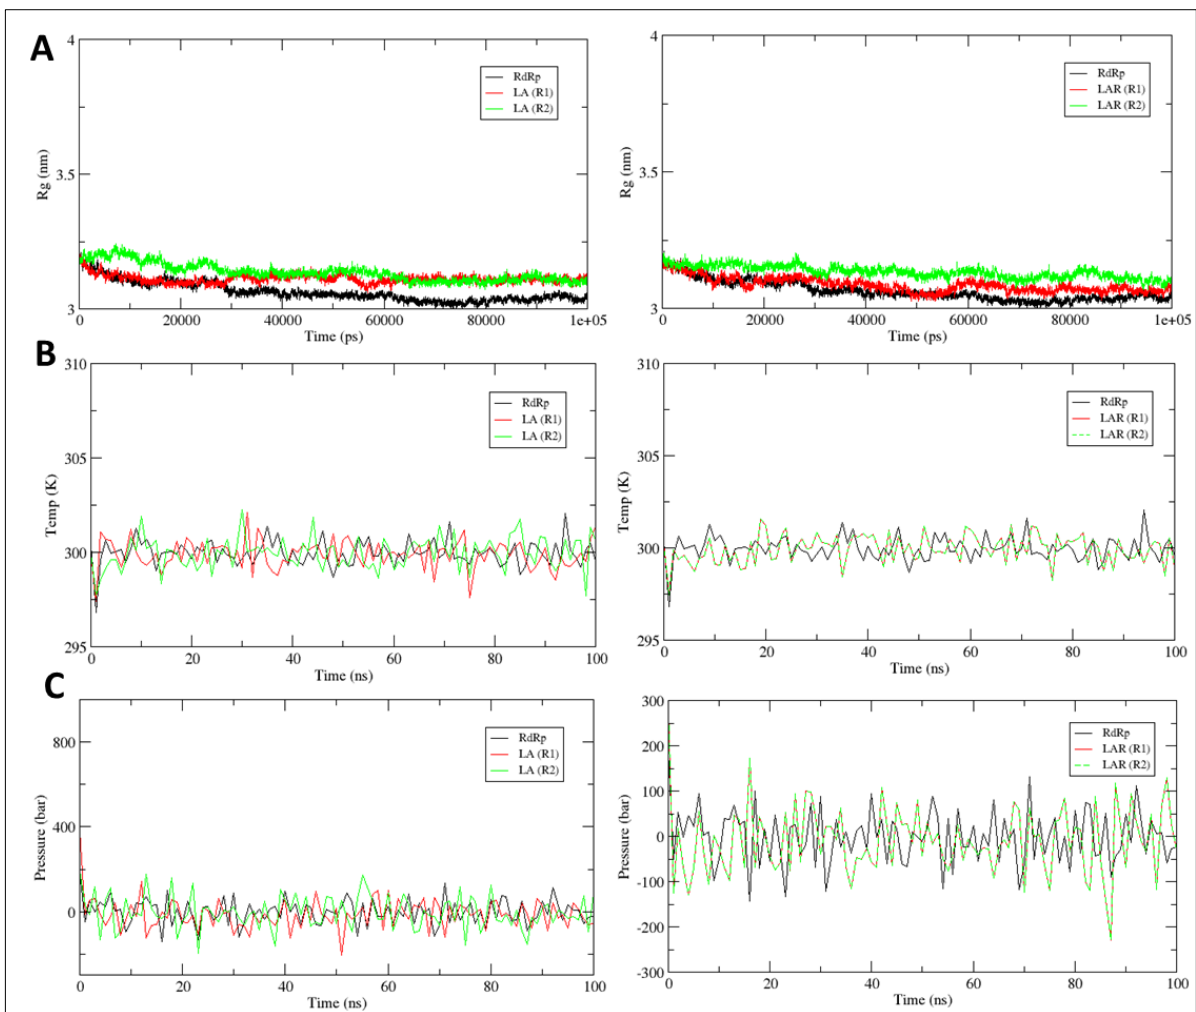 A
4
3.5
3
Rg (nm)
RdRp
LA (R1)
LA (R2)
0 20000 40000 60000 80000 1e+05
Time (ps)
4
3.5
3
Rg (nm)
RdRp
LAR (R1)
LAR (R2)
0 20000 40000 60000 80000 1e+05
Time (ps)
B
310
305
300
295
Temp (K)
RdRp
LA (R1)
LA (R2)
0 20 40 60 80 100
Time (ns)
310
305
300
295
Temp (K)
RdRp
LAR (R1)
LAR (R2)
0 20 40 60 80 100
Time (ns)
C
800
400
0
Pressure (bar)
RdRp
LA (R1)
LA (R2)
0 20 40 60 80 100
Time (ns)
300
200
100
0
-100
-200
-300
Pressure (bar)
RdRp
LAR (R1)
LAR (R2)
0 20 40 60 80 100
Time (ns)